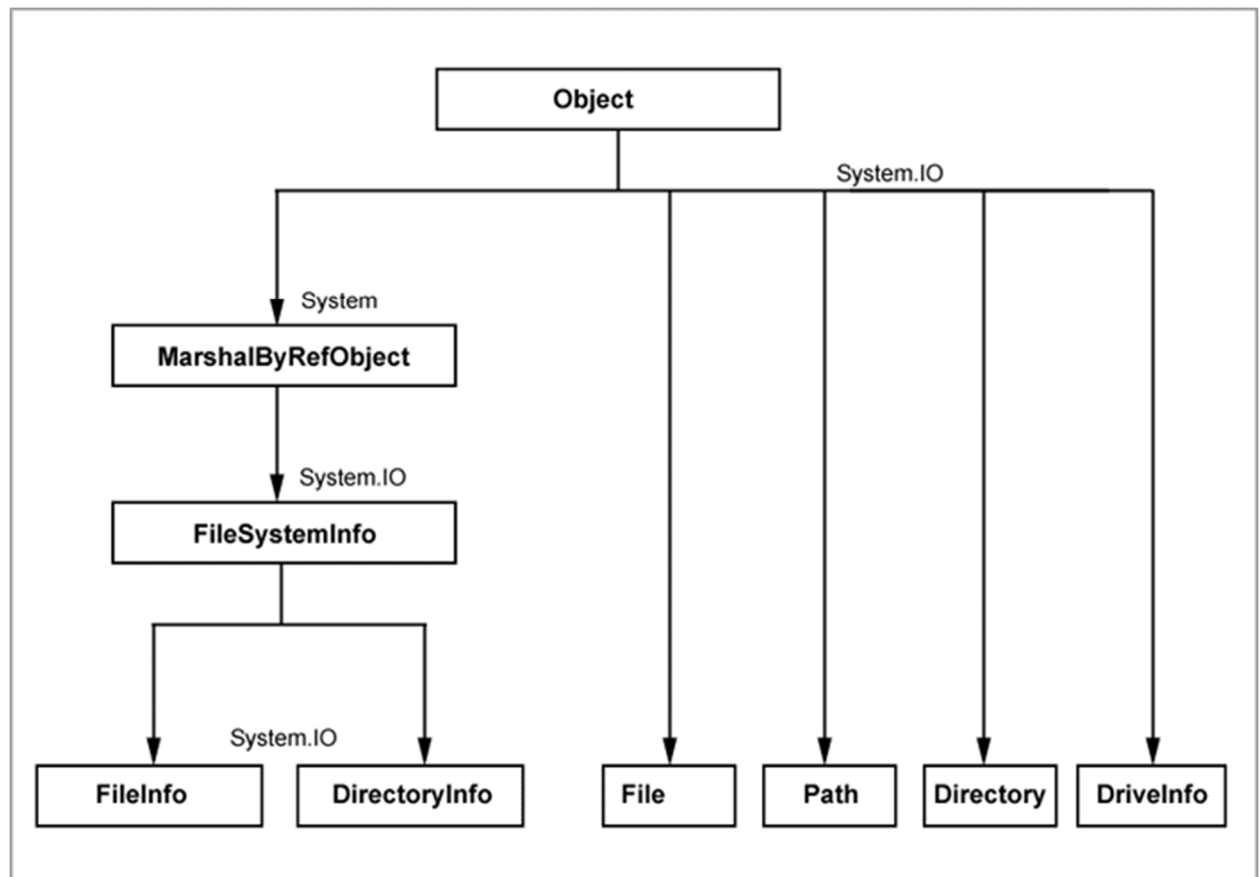 Object
System.IO
System
MarshalByRefObject
System.IO
FileSystemInfo
System.IO
FileInfo
DirectoryInfo
File
Path
Directory
DriveInfo